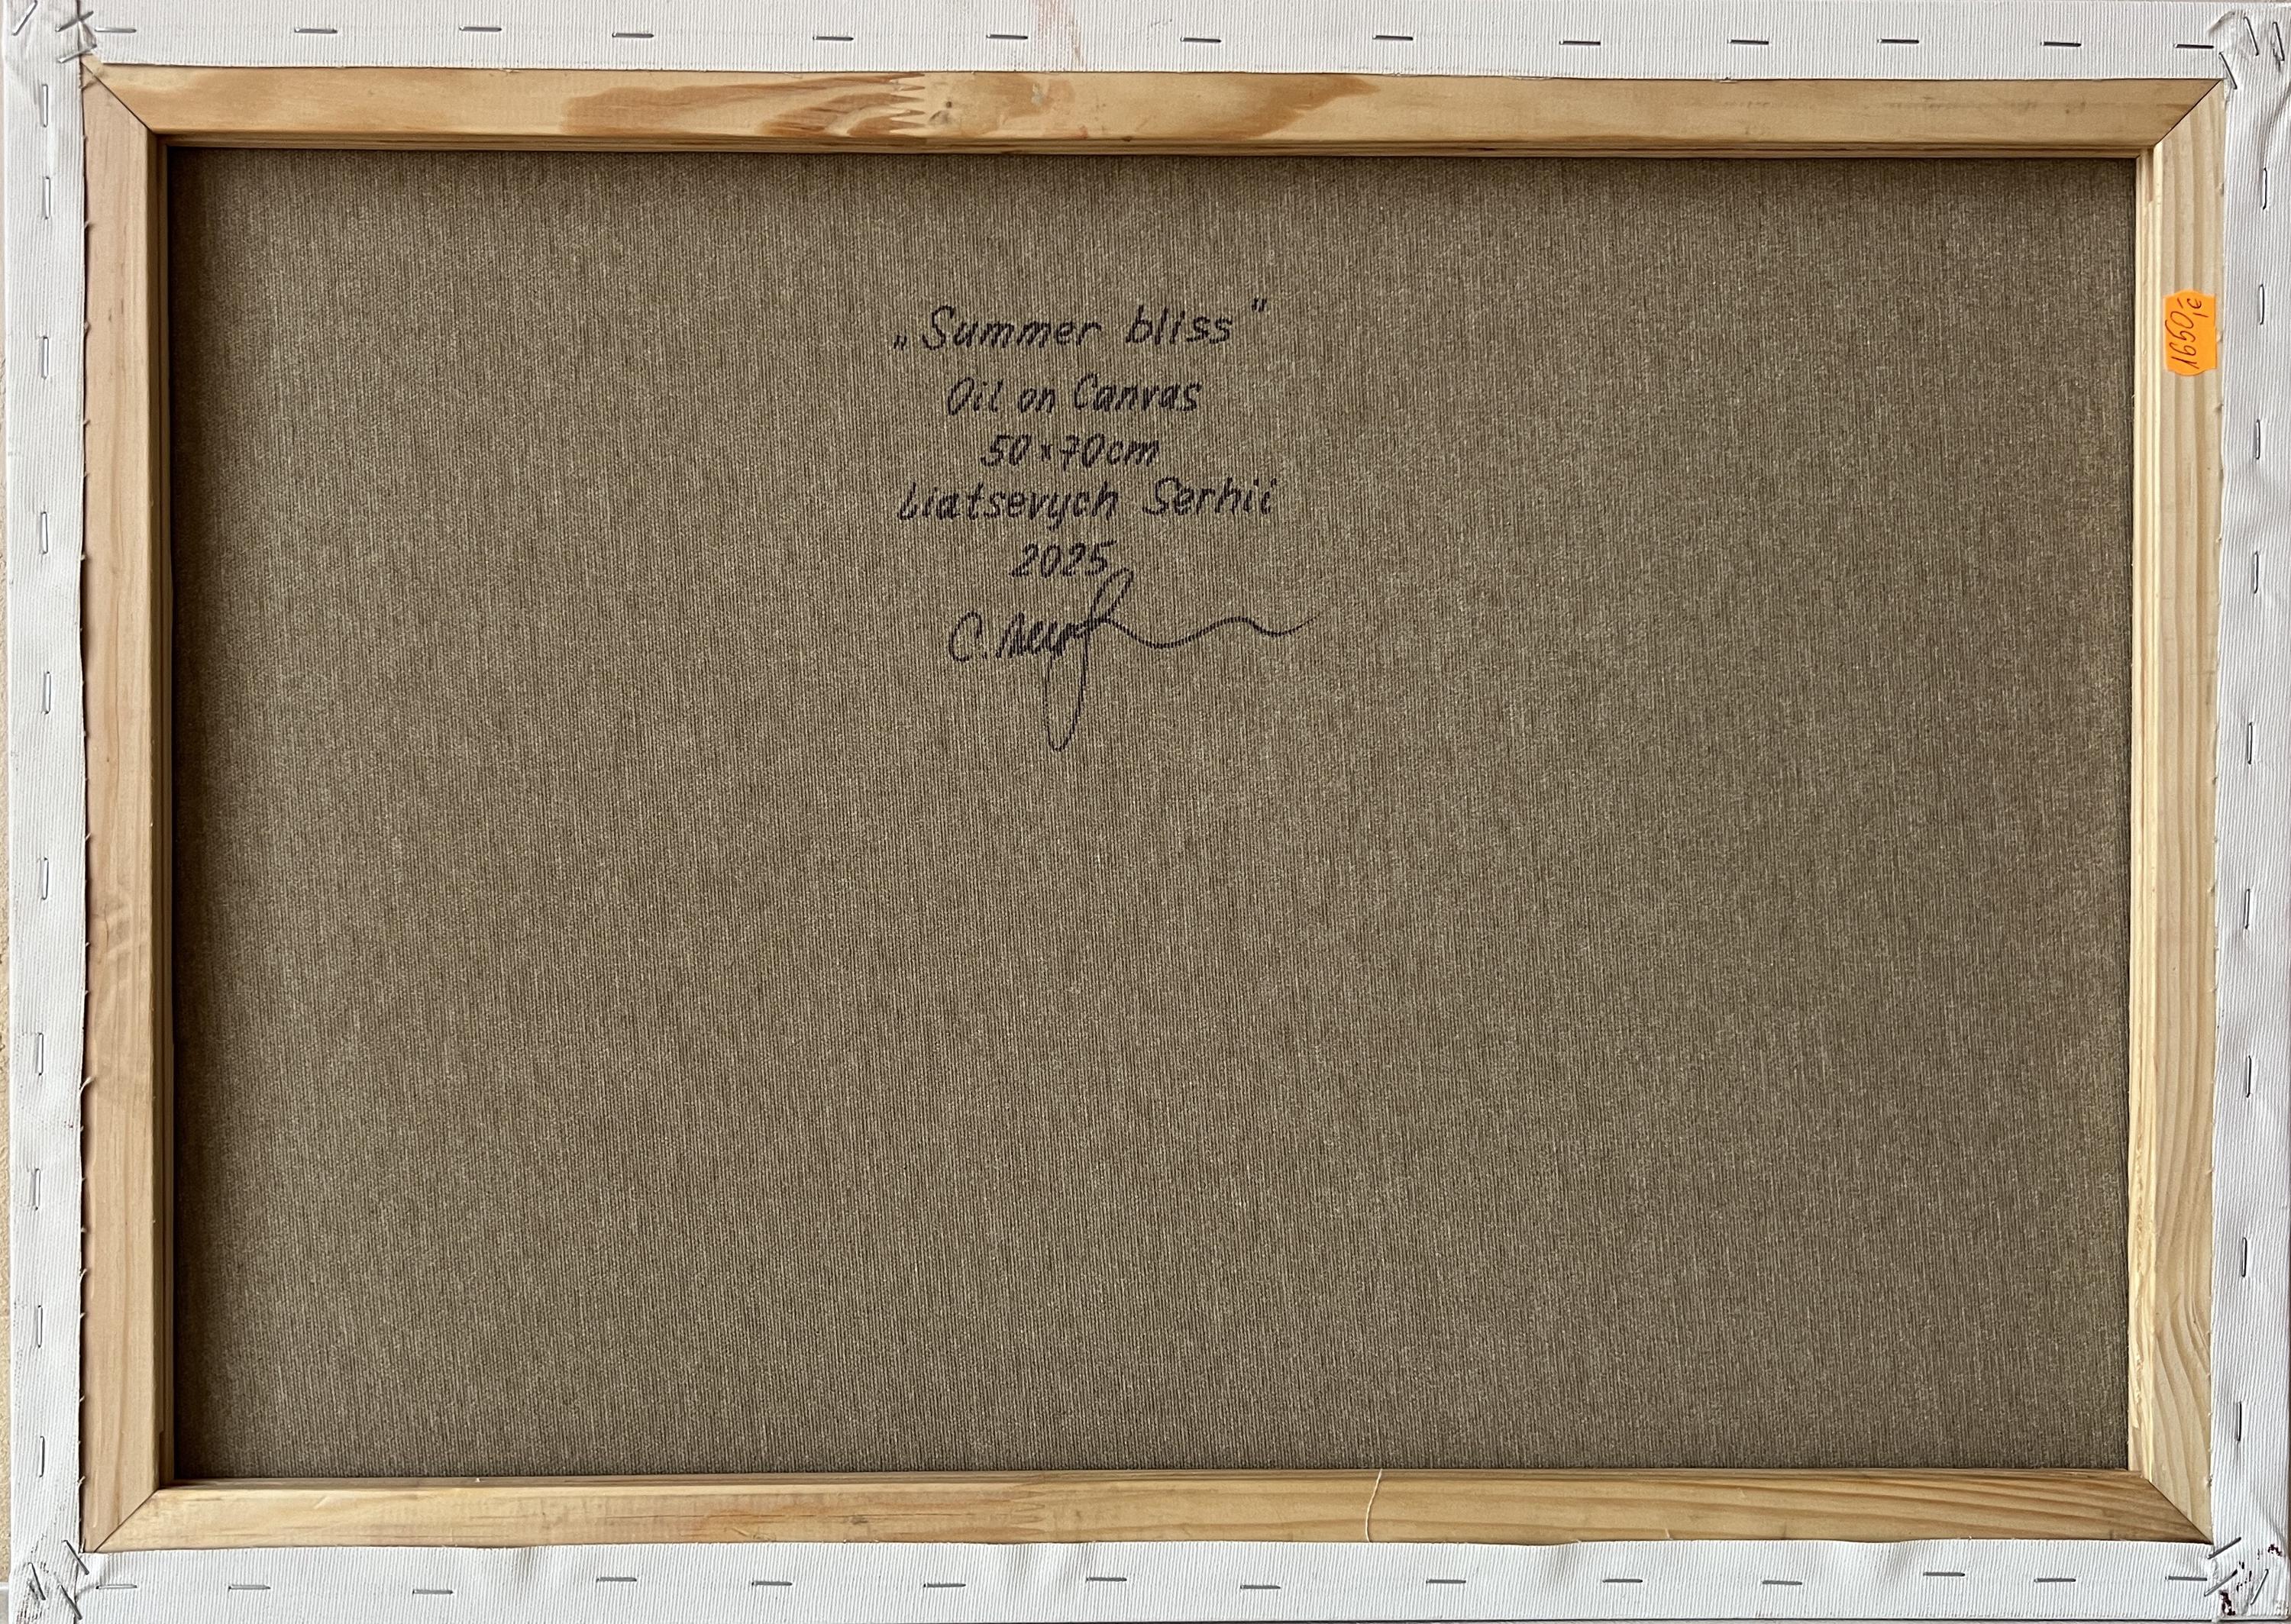 „Summer bliss"
Oil on Canvas
50×70cm
Liatsevych Serhii
2025
1650,- €